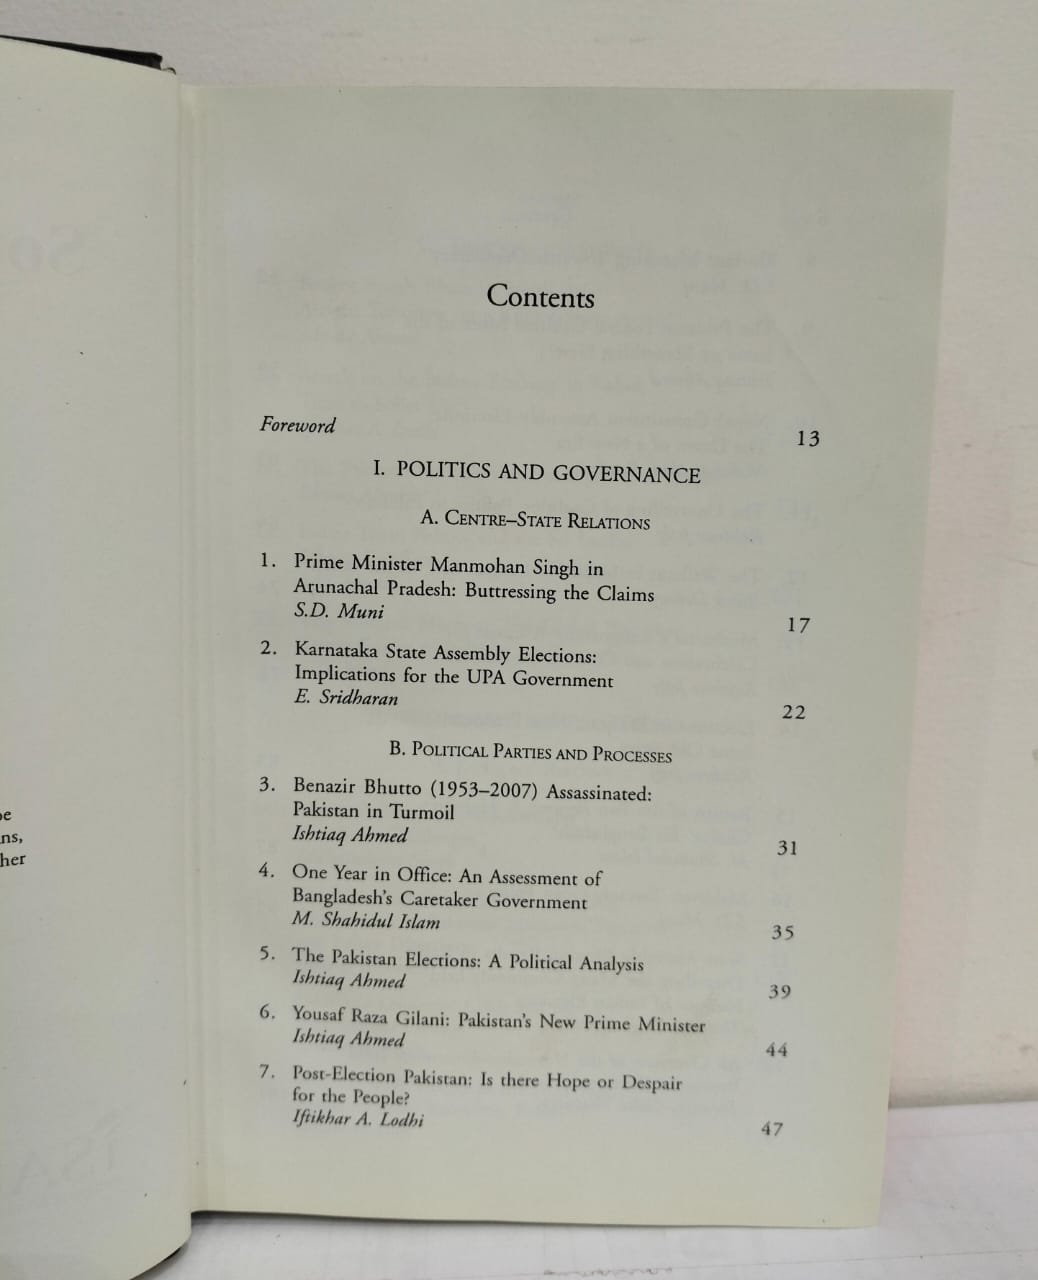 oe
ns,
her
Contents
Foreword 13
I. POLITICS AND GOVERNANCE
A. CENTRE–STATE RELATIONS
1. Prime Minister Manmohan Singh in
Arunachal Pradesh: Buttressing the Claims
S.D. Muni 17
2. Karnataka State Assembly Elections:
Implications for the UPA Government
E. Sridharan 22
B. POLITICAL PARTIES AND PROCESSES
3. Benazir Bhutto (1953–2007) Assassinated:
Pakistan in Turmoil
Ishtiaq Ahmed 31
4. One Year in Office: An Assessment of
Bangladesh's Caretaker Government
M. Shahidul Islam 35
5. The Pakistan Elections: A Political Analysis
Ishtiaq Ahmed 39
6. Yousaf Raza Gilani: Pakistan's New Prime Minister
Ishtiaq Ahmed 44
7. Post-Election Pakistan: Is there Hope or Despair
for the People?
Iftikhar A. Lodhi 47